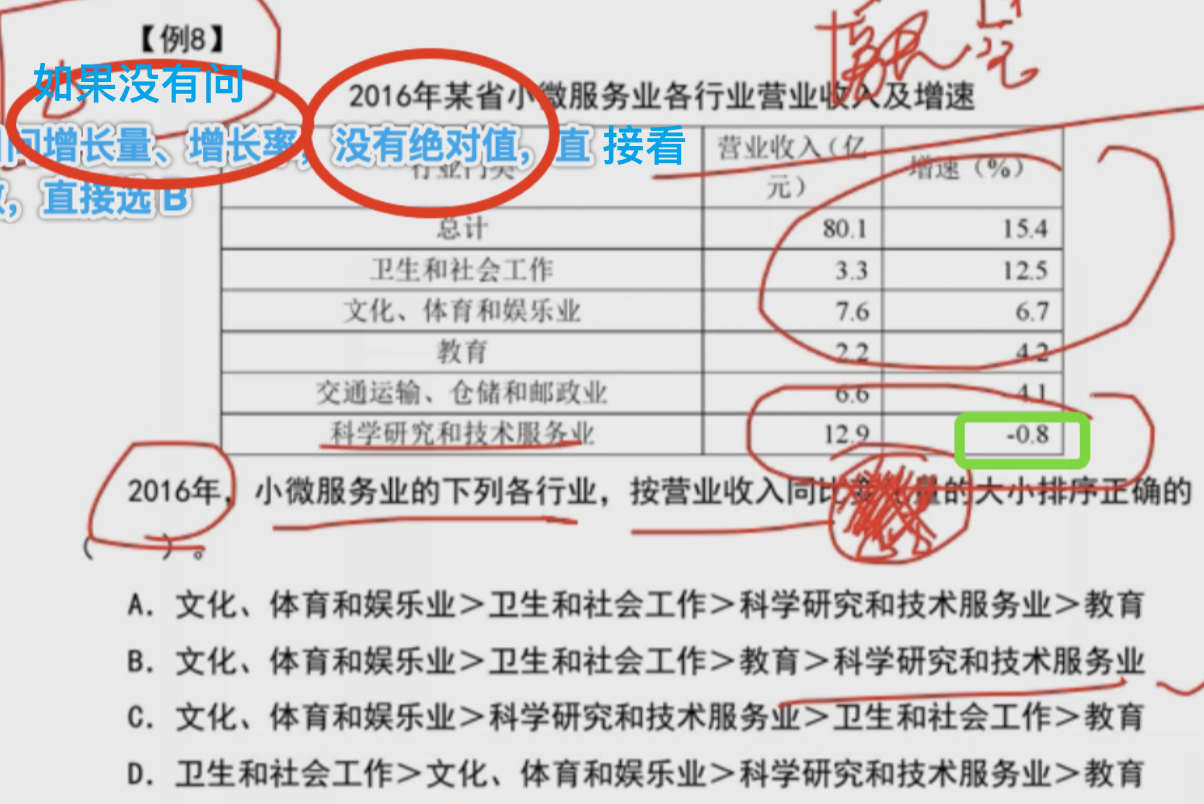 【例8】
如果没有问
2016年某省小微服务业各行业营业收入及增速
问增长量、增长率，没有绝对值，直 接看
行业门类 营业收入（亿元） 增速（%）
，直接选 B
总计 80.1 15.4
卫生和社会工作 3.3 12.5
文化、体育和娱乐业 7.6 6.7
教育 2.2 4.2
交通运输、仓储和邮政业 6.6 4.1
科学研究和技术服务业 12.9 -0.8
2016年，小微服务业的下列各行业，按营业收入同比 量的大小排序正确的
（ ）。
A．文化、体育和娱乐业＞卫生和社会工作＞科学研究和技术服务业＞教育
B．文化、体育和娱乐业＞卫生和社会工作＞教育＞科学研究和技术服务业
C．文化、体育和娱乐业＞科学研究和技术服务业＞卫生和社会工作＞教育
D．卫生和社会工作＞文化、体育和娱乐业＞科学研究和技术服务业＞教育